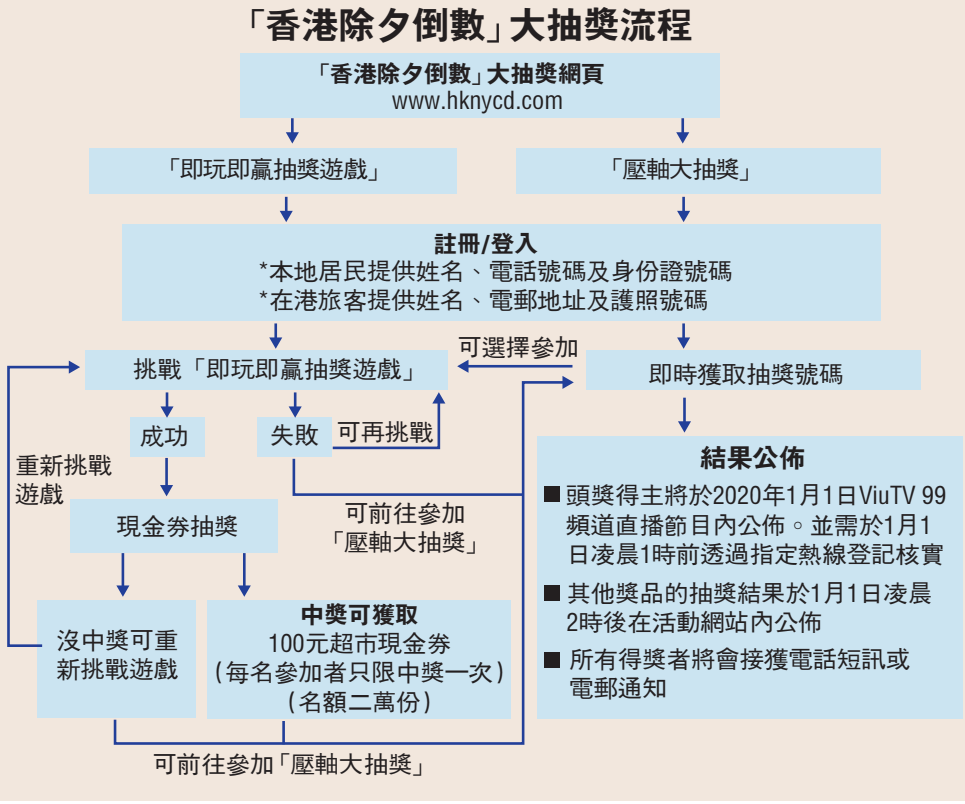 「香港除夕倒數」大抽獎流程
「香港除夕倒數」大抽獎網頁
www.hknycd.com
「即玩即贏抽獎遊戲」
「壓軸大抽獎」
註冊/登入
*本地居民提供姓名、電話號碼及身份證號碼
*在港旅客提供姓名、電郵地址及護照號碼
挑戰「即玩即贏抽獎遊戲」
可選擇參加
即時獲取抽獎號碼
成功
失敗
可再挑戰
重新挑戰
遊戲
現金券抽獎
可前往參加
「壓軸大抽獎」
沒中獎可重
新挑戰遊戲
中獎可獲取
100元超市現金券
(每名參加者只限中獎一次)
(名額二萬份)
可前往參加「壓軸大抽獎」
結果公佈
■ 頭獎得主將於2020年1月1日ViuTV 99
頻道直播節目內公佈。並需於1月1
日凌晨1時前透過指定熱線登記核實
■ 其他獎品的抽獎結果於1月1日凌晨
2時後在活動網站內公佈
■ 所有得獎者將會接獲電話短訊或
電郵通知